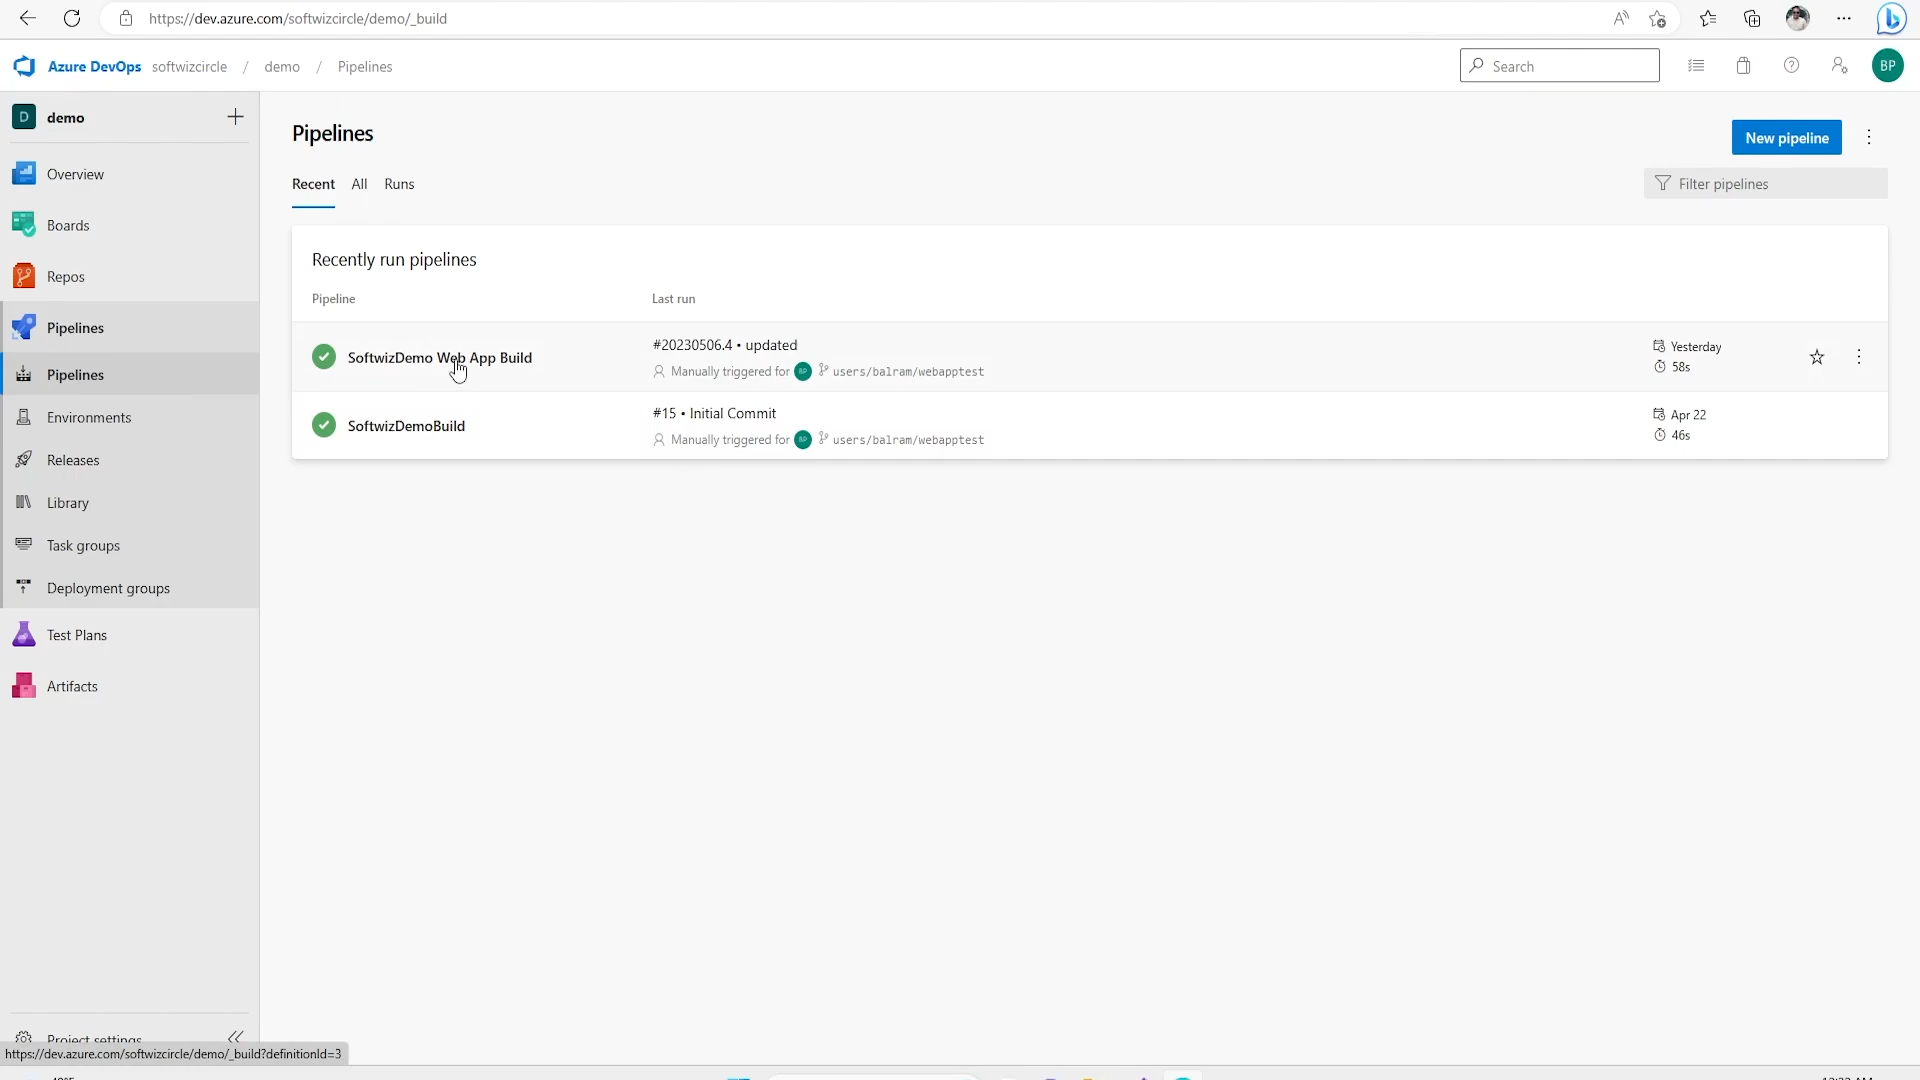 https://dev.azure.com/softwizcircle/demo/_build
Azure DevOps softwizcircle / demo / Pipelines
Search
BP
D demo
Overview
Boards
Repos
Pipelines
Pipelines
Environments
Releases
Library
Task groups
Deployment groups
Test Plans
Artifacts
Project settings
https://dev.azure.com/softwizcircle/demo/_build?definitionId=3
Pipelines
New pipeline
Recent All Runs
Filter pipelines
Recently run pipelines
Pipeline Last run
SoftwizDemo Web App Build
#20230506.4 • updated
Manually triggered for BP users/balram/webapptest
Yesterday
58s
SoftwizDemoBuild
#15 • Initial Commit
Manually triggered for BP users/balram/webapptest
Apr 22
46s